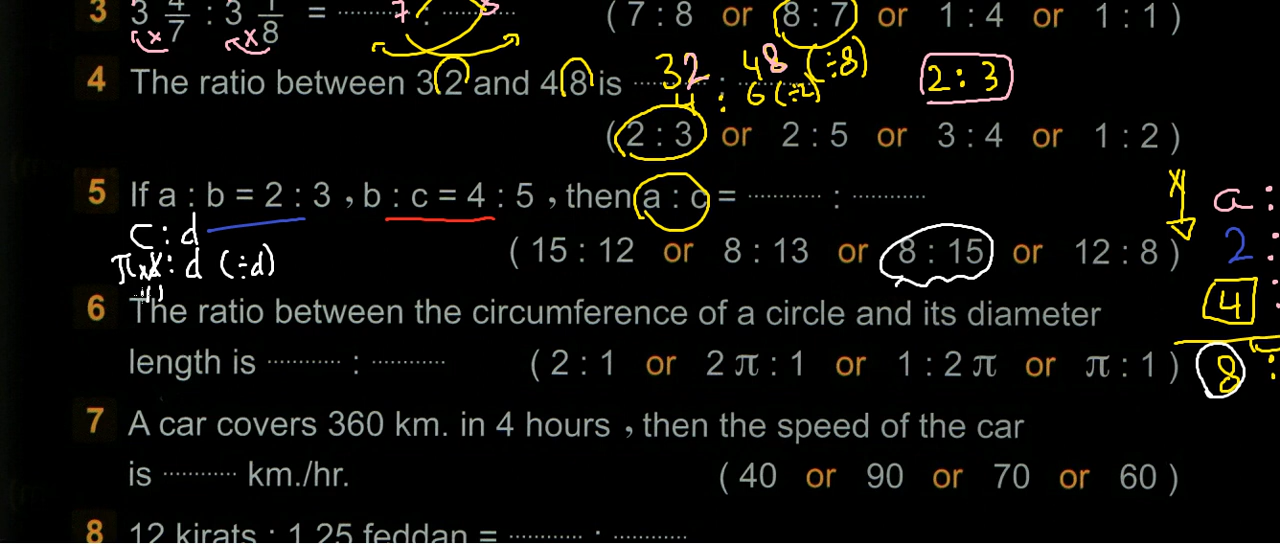 3 3 4/7 : 3 1/8 = ............ : ............ ( 7 : 8 or 8 : 7 or 1 : 4 or 1 : 1 )
×7 ×8
4 The ratio between 32 and 48 is ............ : ............
32 : 48 (÷8) 2 : 3
4 : 6 (÷2)
( 2 : 3 or 2 : 5 or 3 : 4 or 1 : 2 )
5 If a : b = 2 : 3 , b : c = 4 : 5 , then a : c = ............ : ............
a :
2 :
4 :
8 :
( 15 : 12 or 8 : 13 or 8 : 15 or 12 : 8 )
C : d
π × d : d (÷d)
6 The ratio between the circumference of a circle and its diameter
length is ............ : ............ ( 2 : 1 or 2 π : 1 or 1 : 2 π or π : 1 )
7 A car covers 360 km. in 4 hours , then the speed of the car
is ............ km./hr. ( 40 or 90 or 70 or 60 )
8 12 kirats : 1.25 feddan = ............ : ............